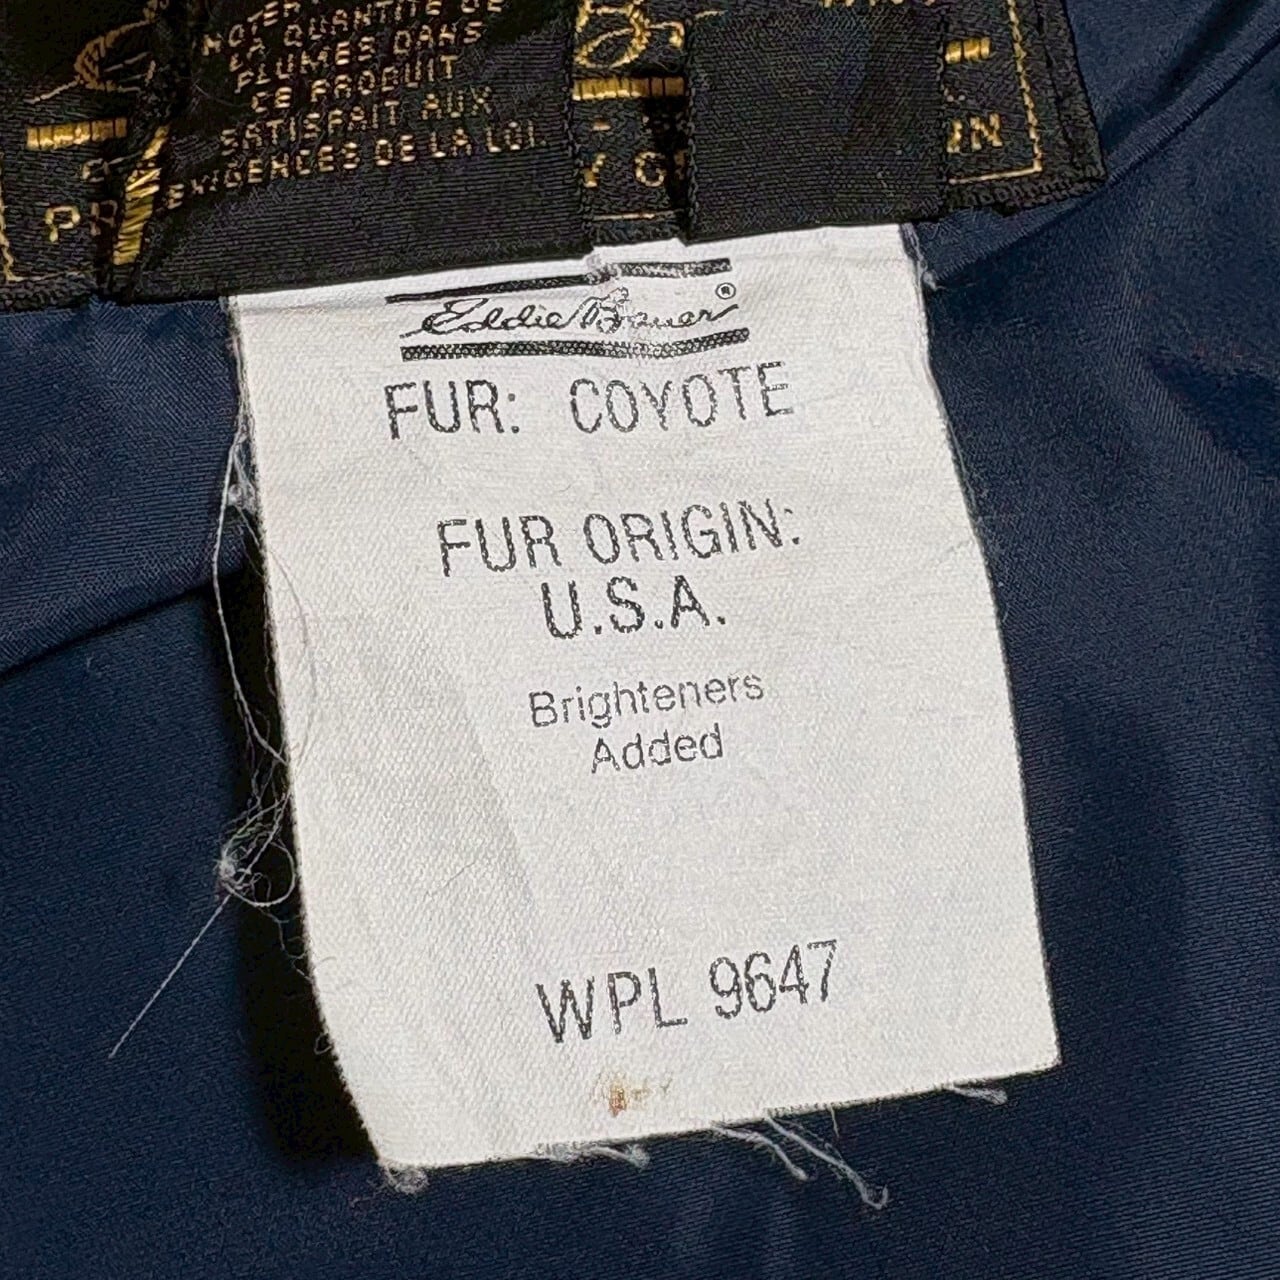 NOT
LA QUANTITE DE
PLUMES DANS
CE PRODUIT
SATISFAIT AUX
EXIGENCES DE LA LOI
Eddie Bauer®
FUR: COYOTE
FUR ORIGIN:
U.S.A.
Brighteners
Added
WPL 9647